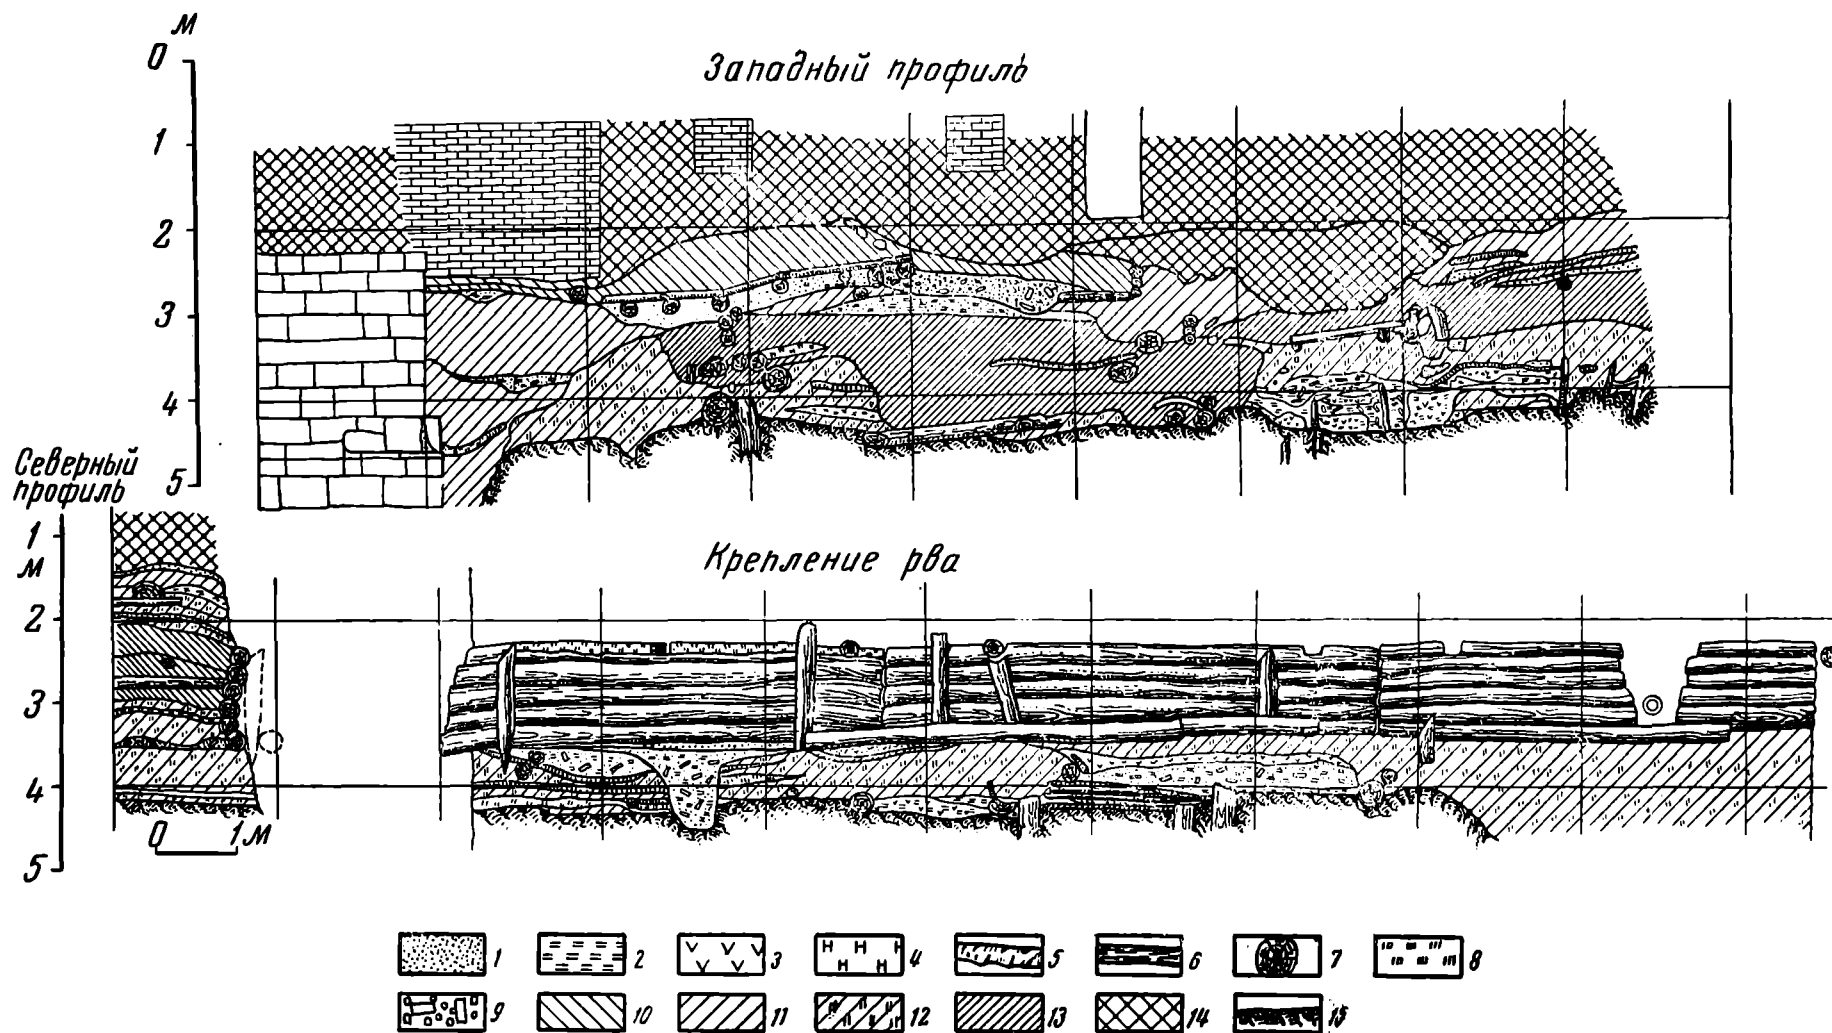 м
0
Западный профиль
1
2
3
4
5
Северный профиль
1
м
Крепление рва
2
3
4
5
0 1 м
1 2 3 4 5 6 7 8
9 10 11 12 13 14 15